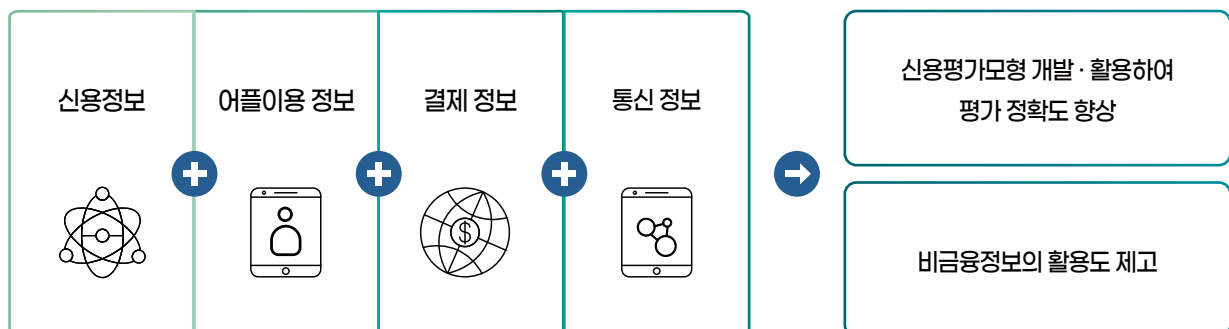 신용정보
어플이용 정보
결제 정보
통신 정보
신용평가모형 개발 · 활용하여
평가 정확도 향상
$
비금융정보의 활용도 제고